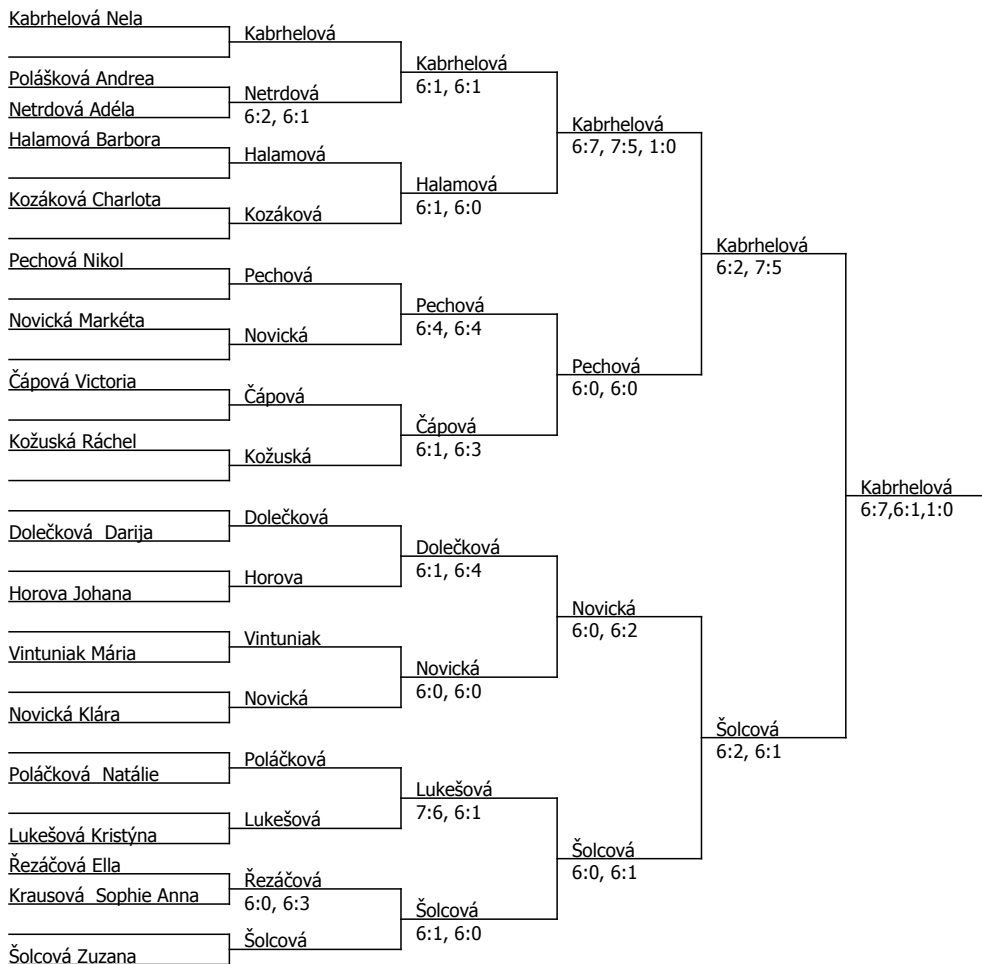 Kabrhelová Nela
Polášková Andrea
Netrdová Adéla
Halamová Barbora
Kozáková Charlota
Pechová Nikol
Novická Markéta
Čápová Victoria
Kožuská Ráchel
Dolečková  Darija
Horova Johana
Vintuniak Mária
Novická Klára
Poláčková  Natálie
Lukešová Kristýna
Řezáčová Ella
Krausová  Sophie Anna
Šolcová Zuzana
Kabrhelová
Netrdová
6:2, 6:1
Halamová
Kozáková
Pechová
Novická
Čápová
Kožuská
Dolečková
Horova
Vintuniak
Novická
Poláčková
Lukešová
Řezáčová
6:0, 6:3
Šolcová
Kabrhelová
6:1, 6:1
Halamová
6:1, 6:0
Pechová
6:4, 6:4
Čápová
6:1, 6:3
Dolečková
6:1, 6:4
Novická
6:0, 6:0
Lukešová
7:6, 6:1
Šolcová
6:1, 6:0
Kabrhelová
6:7, 7:5, 1:0
Pechová
6:0, 6:0
Novická
6:0, 6:2
Šolcová
6:0, 6:1
Kabrhelová
6:2, 7:5
Šolcová
6:2, 6:1
Kabrhelová
6:7,6:1,1:0